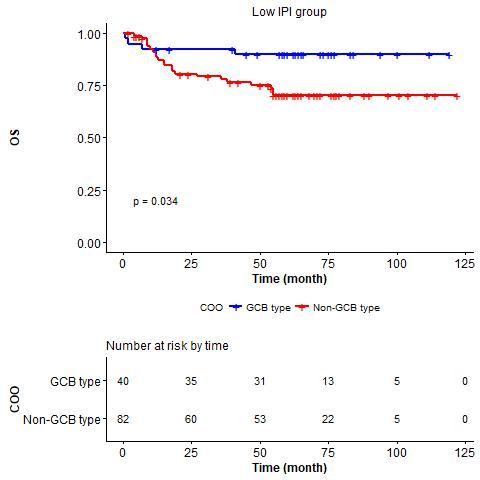 Low IPI group
OS
1.00
0.75
0.50
0.25
0.00
p = 0.034
0 25 50 75 100 125
Time (month)
COO GCB type Non-GCB type
Number at risk by time
COO
GCB type 40 35 31 13 5 0
Non-GCB type 82 60 53 22 5 0
0 25 50 75 100 125
Time (month)